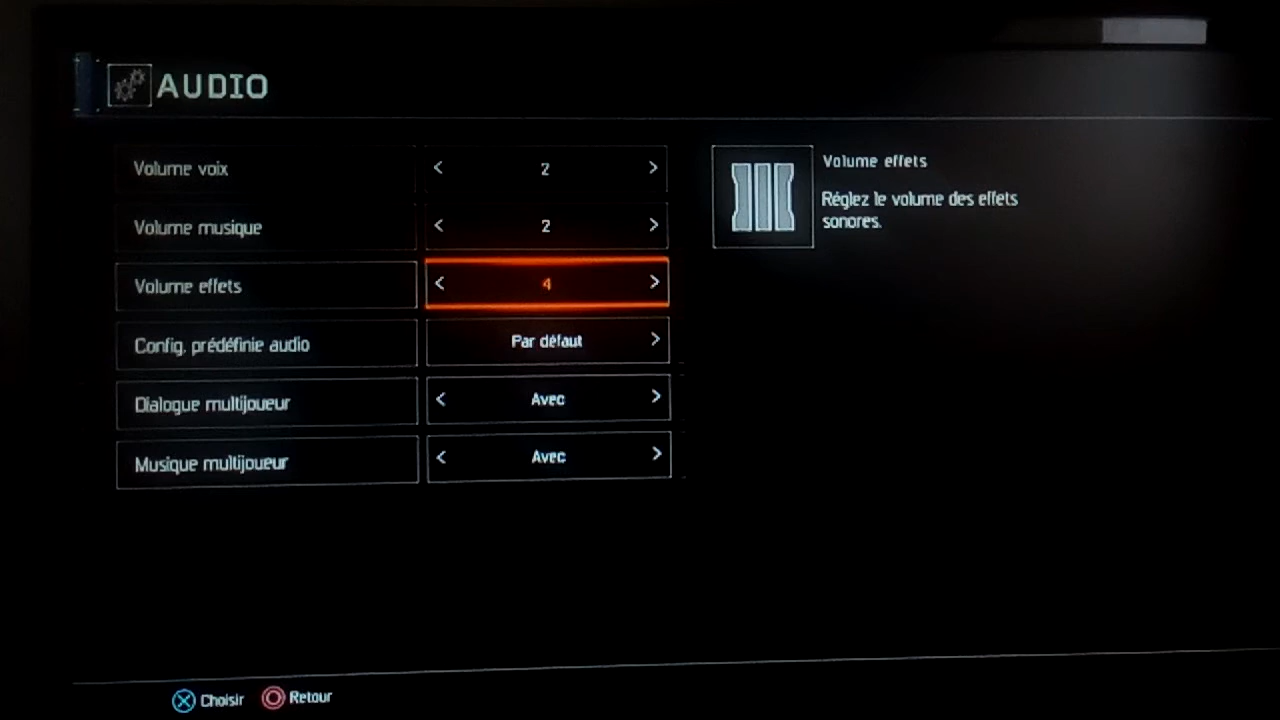 AUDIO
Volume voix < 2 >
Volume musique < 2 >
Volume effets < 4 >
Config. prédéfinie audio Par défaut >
Dialogue multijoueur < Avec >
Musique multijoueur < Avec >
Volume effets
Réglez le volume des effets
sonores.
Choisir Retour